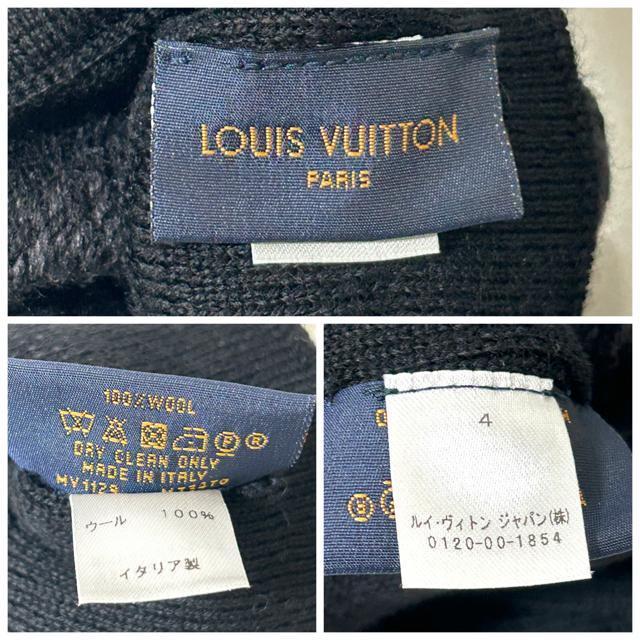 LOUIS VUITTON
PARIS
100%WOOL
P
R
DRY CLEAN ONLY
MADE IN ITALY
ウール 100%
イタリア製
4
ルイ・ヴィトン ジャパン(株)
0120-00-1854